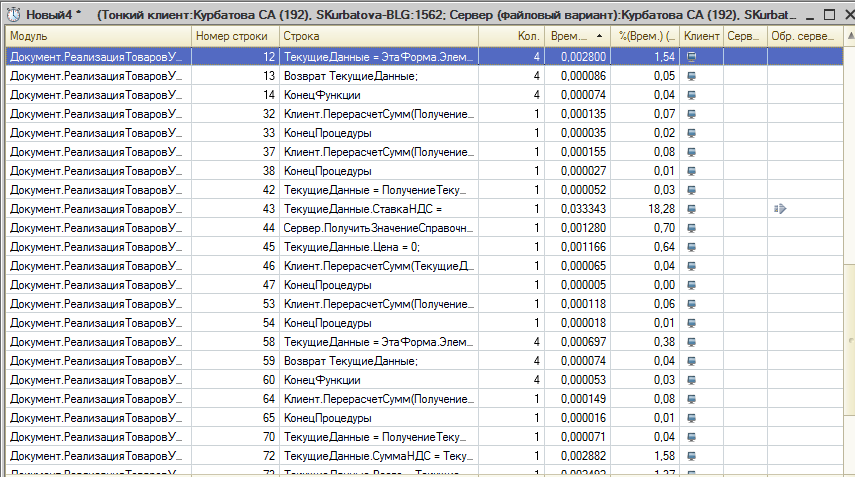 Новый4 * (Тонкий клиент:Курбатова СА (192), SKurbatova-BLG:1562; Сервер (файловый вариант):Курбатова СА (192), SKurbat...
Модуль Номер строки Строка Кол. Врем... %(Врем.) (... Клиент Серв... Обр. серве...
Документ.РеализацияТоваровУ... 12 ТекущиеДанные = ЭтаФорма.Элем... 4 0,002800 1,54
Документ.РеализацияТоваровУ... 13 Возврат ТекущиеДанные; 4 0,000086 0,05
Документ.РеализацияТоваровУ... 14 КонецФункции 4 0,000074 0,04
Документ.РеализацияТоваровУ... 32 Клиент.ПерерасчетСумм(Получение... 1 0,000135 0,07
Документ.РеализацияТоваровУ... 33 КонецПроцедуры 1 0,000035 0,02
Документ.РеализацияТоваровУ... 37 Клиент.ПерерасчетСумм(Получение... 1 0,000155 0,08
Документ.РеализацияТоваровУ... 38 КонецПроцедуры 1 0,000027 0,01
Документ.РеализацияТоваровУ... 42 ТекущиеДанные = ПолучениеТеку... 1 0,000052 0,03
Документ.РеализацияТоваровУ... 43 ТекущиеДанные.СтавкаНДС = 1 0,033343 18,28
Документ.РеализацияТоваровУ... 44 Сервер.ПолучитьЗначениеСправочн... 1 0,001280 0,70
Документ.РеализацияТоваровУ... 45 ТекущиеДанные.Цена = 0; 1 0,001166 0,64
Документ.РеализацияТоваровУ... 46 Клиент.ПерерасчетСумм(ТекущиеД... 1 0,000065 0,04
Документ.РеализацияТоваровУ... 47 КонецПроцедуры 1 0,000005 0,00
Документ.РеализацияТоваровУ... 53 Клиент.ПерерасчетСумм(Получение... 1 0,000118 0,06
Документ.РеализацияТоваровУ... 54 КонецПроцедуры 1 0,000018 0,01
Документ.РеализацияТоваровУ... 58 ТекущиеДанные = ЭтаФорма.Элем... 4 0,000697 0,38
Документ.РеализацияТоваровУ... 59 Возврат ТекущиеДанные; 4 0,000074 0,04
Документ.РеализацияТоваровУ... 60 КонецФункции 4 0,000053 0,03
Документ.РеализацияТоваровУ... 64 Клиент.ПерерасчетСумм(Получение... 1 0,000149 0,08
Документ.РеализацияТоваровУ... 65 КонецПроцедуры 1 0,000016 0,01
Документ.РеализацияТоваровУ... 70 ТекущиеДанные = ПолучениеТеку... 1 0,000071 0,04
Документ.РеализацияТоваровУ... 72 ТекущиеДанные.СуммаНДС = Теку... 1 0,002882 1,58
Документ.РеализацияТоваровУ... 73